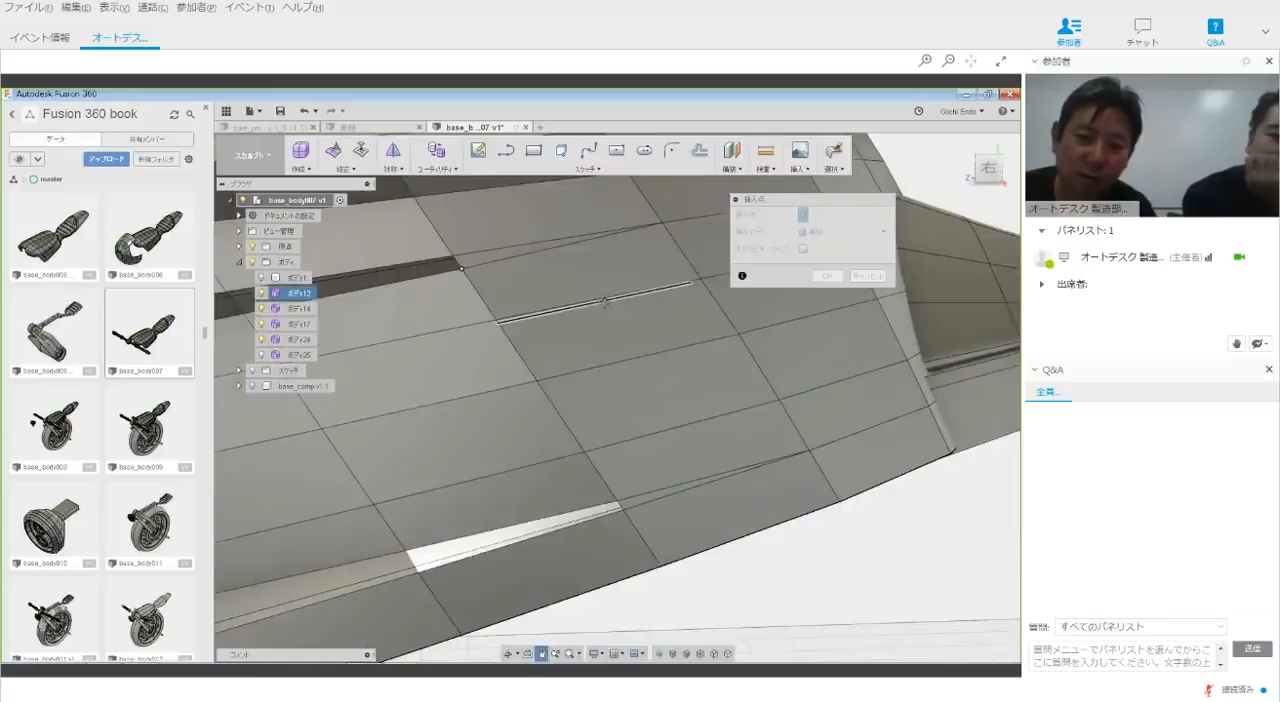 ファイル(F) 編集(E) 表示(V) 通話(C) 参加者(P) イベント(T) ヘルプ(H)
イベント情報 オートデス...
参加者 チャット Q&A
Autodesk Fusion 360
Fusion 360 book
データ 共有メンバー
アップロード 新規フォルダ
master
base_body006
base_body007
base_body009
base_body010 base_body011
base_b...07 v1*
Giichi Endo
スカルプト
作成 修正 対称 ユーティリティ スケッチ 構築 検査 挿入 選択
ブラウザ
base_body007 v1
ドキュメントの設定
ビュー管理
原点
ボディ
ボディ1
ボディ12
ボディ14
ボディ17
ボディ24
ボディ25
スケッチ
base_comp v1:1
コメント
右
挿入点
OK キャンセル
参加者
オートデスク 製造部...
パネリスト: 1
オートデスク 製造... (主催者)
出席者:
Q&A
全員...
質問: すべてのパネリスト
質問メニューでパネリストを選んでからこ
こに質問を入力してください。文字数の上
送信
接続済み